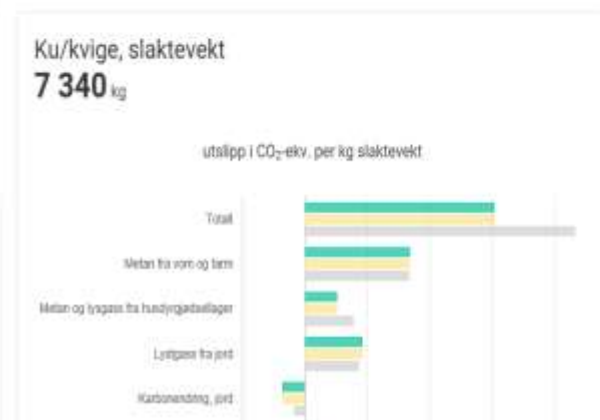 Ku/kvige, slaktevekt
7 340 kg
utslipp i CO₂-ekv. per kg slaktevekt
Totalt
Metan fra vom og tarm
Metan og lysgass fra husdyrgjødsellager
Lystgass fra jord
Karbonendring, jord